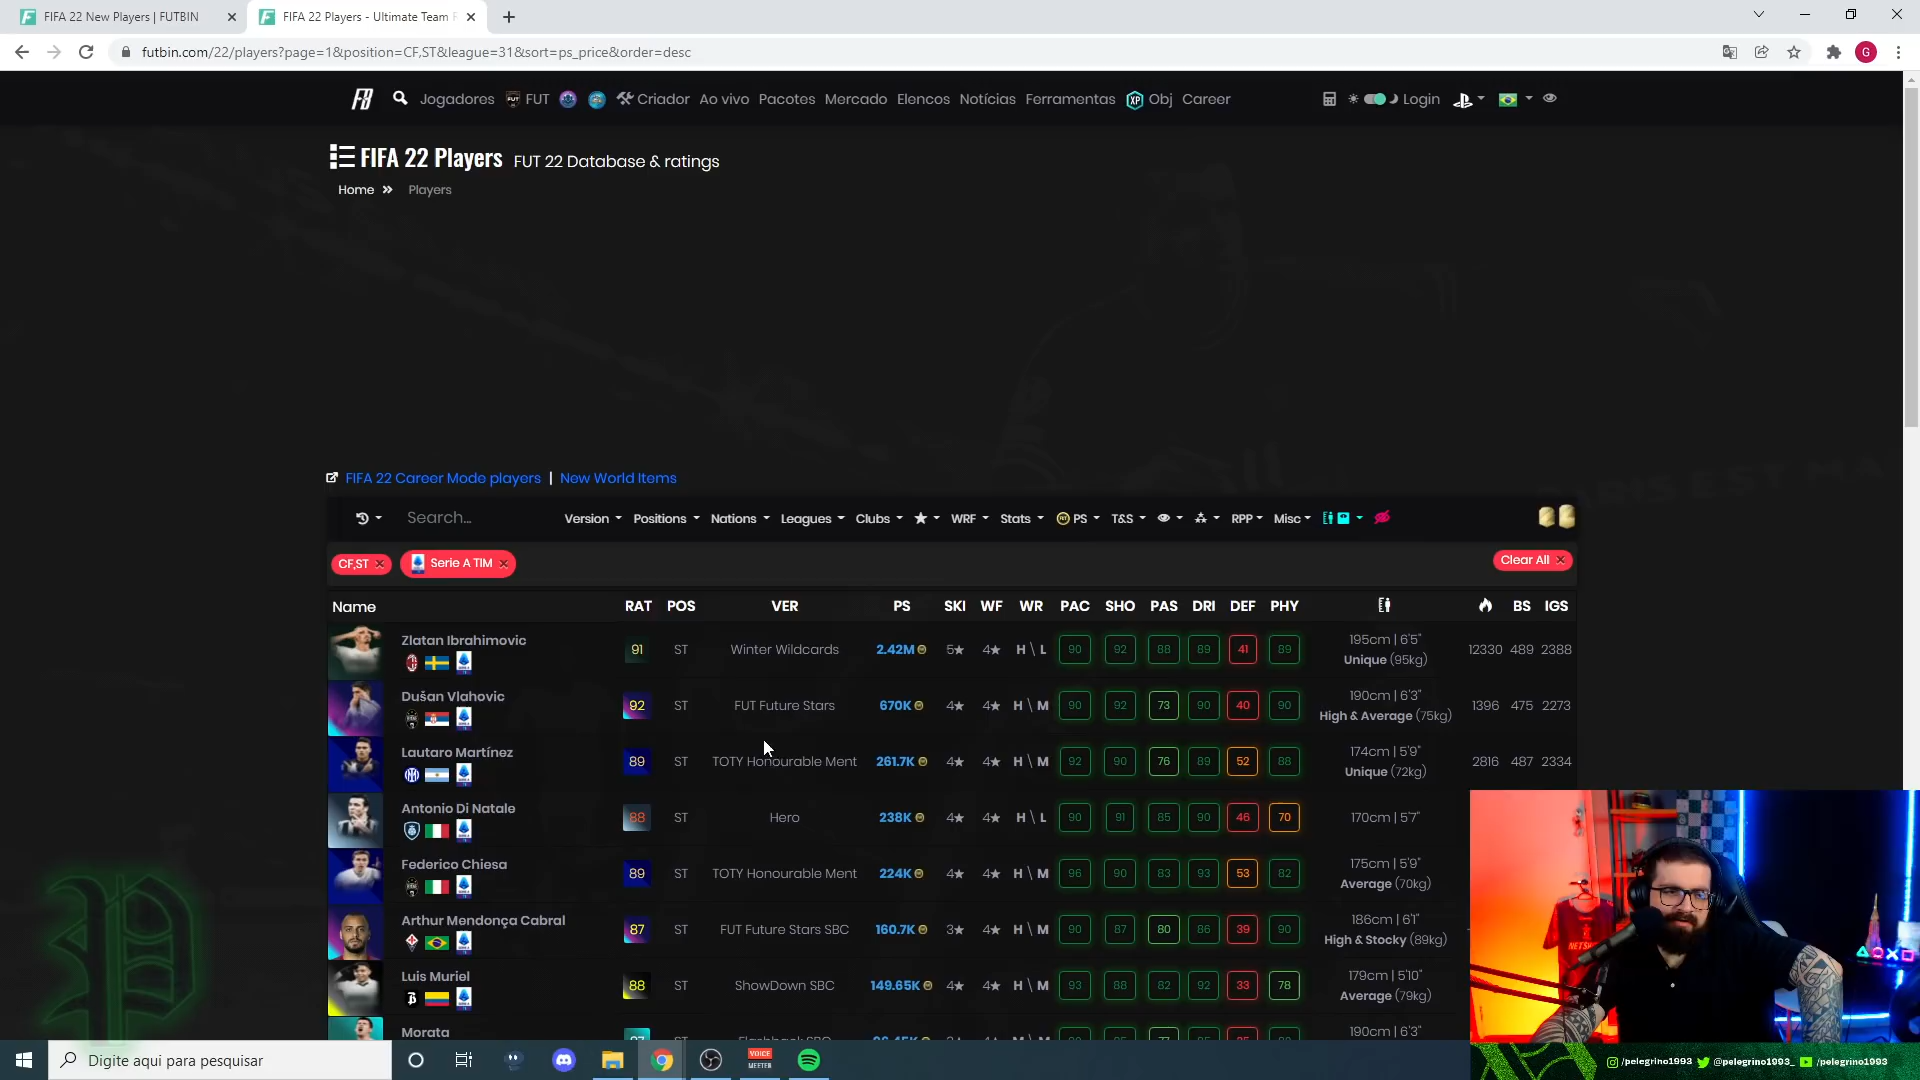 FIFA 22 New Players | FUTBIN
FIFA 22 Players - Ultimate Team
futbin.com/22/players?page=1&position=CF,ST&league=31&sort=ps_price&order=desc
G
Jogadores FUT Criador Ao vivo Pacotes Mercado Elencos Notícias Ferramentas XP Obj Career Login
FIFA 22 Players FUT 22 Database & ratings
Home » Players
FIFA 22 Career Mode players | New World Items
Search... Version Positions Nations Leagues Clubs WRF Stats PS T&S RPP Misc
CF,ST Serie A TIM Clear All
Name RAT POS VER PS SKI WF WR PAC SHO PAS DRI DEF PHY BS IGS
Zlatan Ibrahimovic 91 ST Winter Wildcards 2.42M 5★ 4★ H \ L 90 92 88 89 41 89 195cm | 6'5" Unique (95kg) 12330 489 2388
Dušan Vlahovic 92 ST FUT Future Stars 670K 4★ 4★ H \ M 90 92 73 90 40 90 190cm | 6'3" High & Average (75kg) 1396 475 2273
Lautaro Martínez 89 ST TOTY Honourable Ment 261.7K 4★ 4★ H \ M 92 90 76 89 52 88 174cm | 5'9" Unique (72kg) 2816 487 2334
Antonio Di Natale 88 ST Hero 238K 4★ 4★ H \ L 90 91 85 90 46 70 170cm | 5'7"
Federico Chiesa 89 ST TOTY Honourable Ment 224K 4★ 4★ H \ M 96 90 83 93 53 82 175cm | 5'9" Average (70kg)
Arthur Mendonça Cabral 87 ST FUT Future Stars SBC 160.7K 3★ 4★ H \ M 90 87 80 86 39 90 186cm | 6'1" High & Stocky (89kg)
Luis Muriel 88 ST ShowDown SBC 149.65K 4★ 4★ H \ M 93 88 82 92 33 78 179cm | 5'10" Average (79kg)
Morata 190cm | 6'3"
Digite aqui para pesquisar
VOICE MEETER
/pelegrino1993 @pelegrino1993_ /pelegrino1993